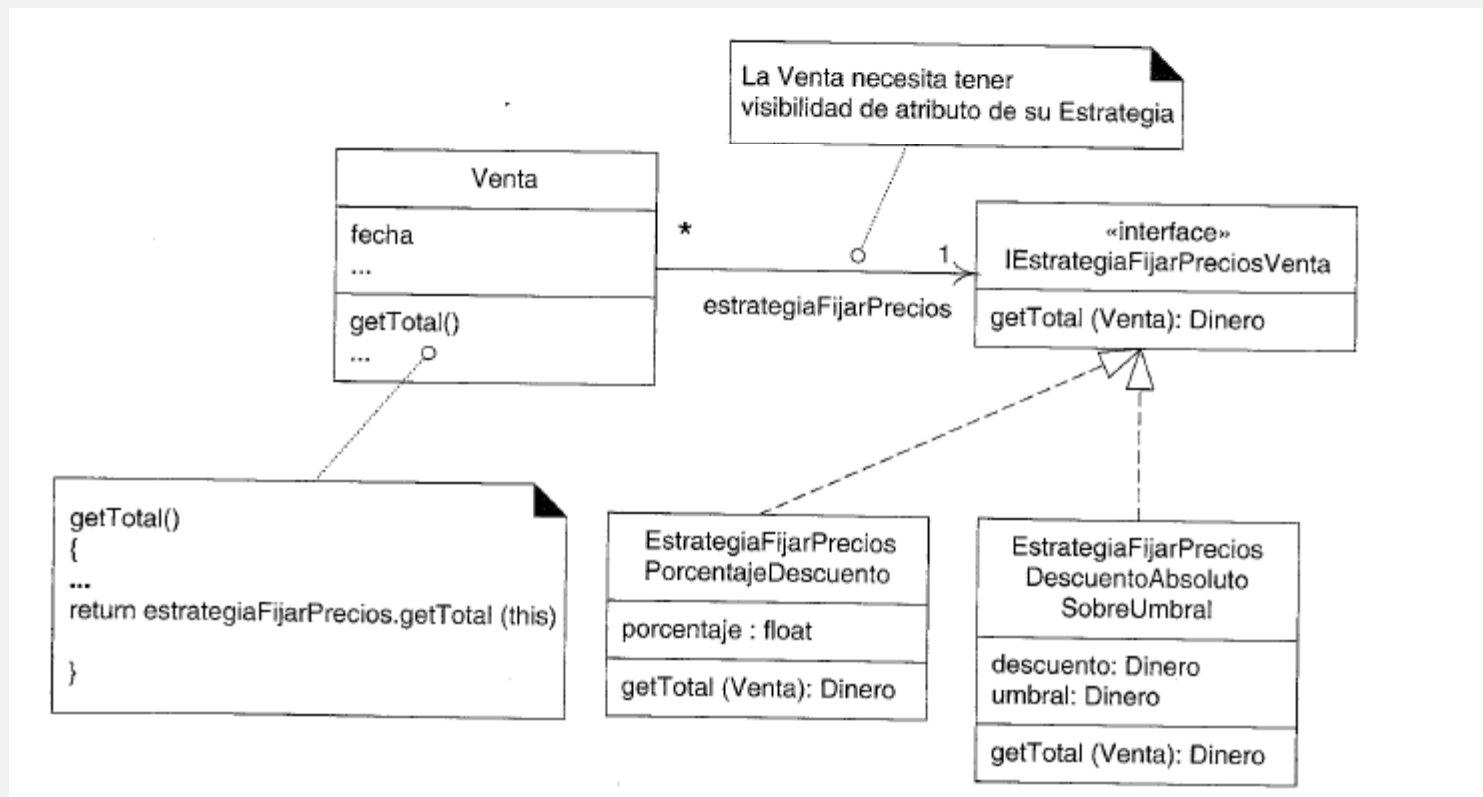 La Venta necesita tener
visibilidad de atributo de su Estrategia
Venta
fecha
...
getTotal()
...
*
1
estrategiaFijarPrecios
«interface»
IEstrategiaFijarPreciosVenta
getTotal (Venta): Dinero
getTotal()
{
...
return estrategiaFijarPrecios.getTotal (this)
}
EstrategiaFijarPrecios
PorcentajeDescuento
porcentaje : float
getTotal (Venta): Dinero
EstrategiaFijarPrecios
DescuentoAbsoluto
SobreUmbral
descuento: Dinero
umbral: Dinero
getTotal (Venta): Dinero